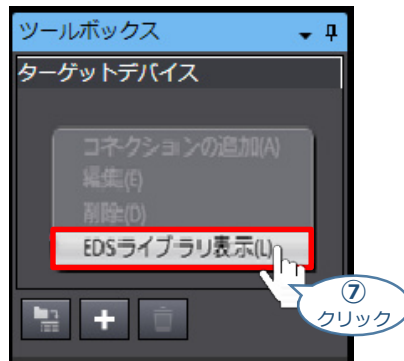 ツールボックス
ターゲットデバイス
コネクションの追加(A)
編集(E)
削除(D)
EDSライブラリ表示(L)
⑦
クリック